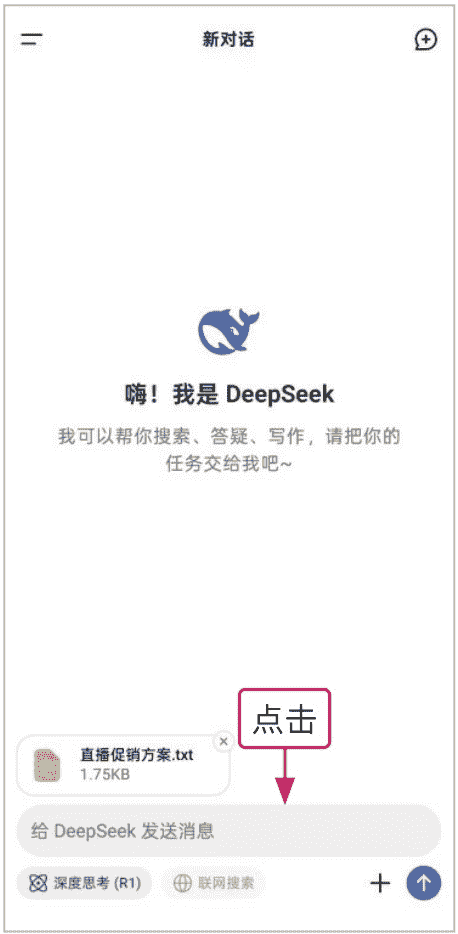 新对话
嗨！我是 DeepSeek
我可以帮你搜索、答疑、写作，请把你的
任务交给我吧~
点击
直播促销方案.txt
1.75KB
给 DeepSeek 发送消息
深度思考 (R1)
联网搜索